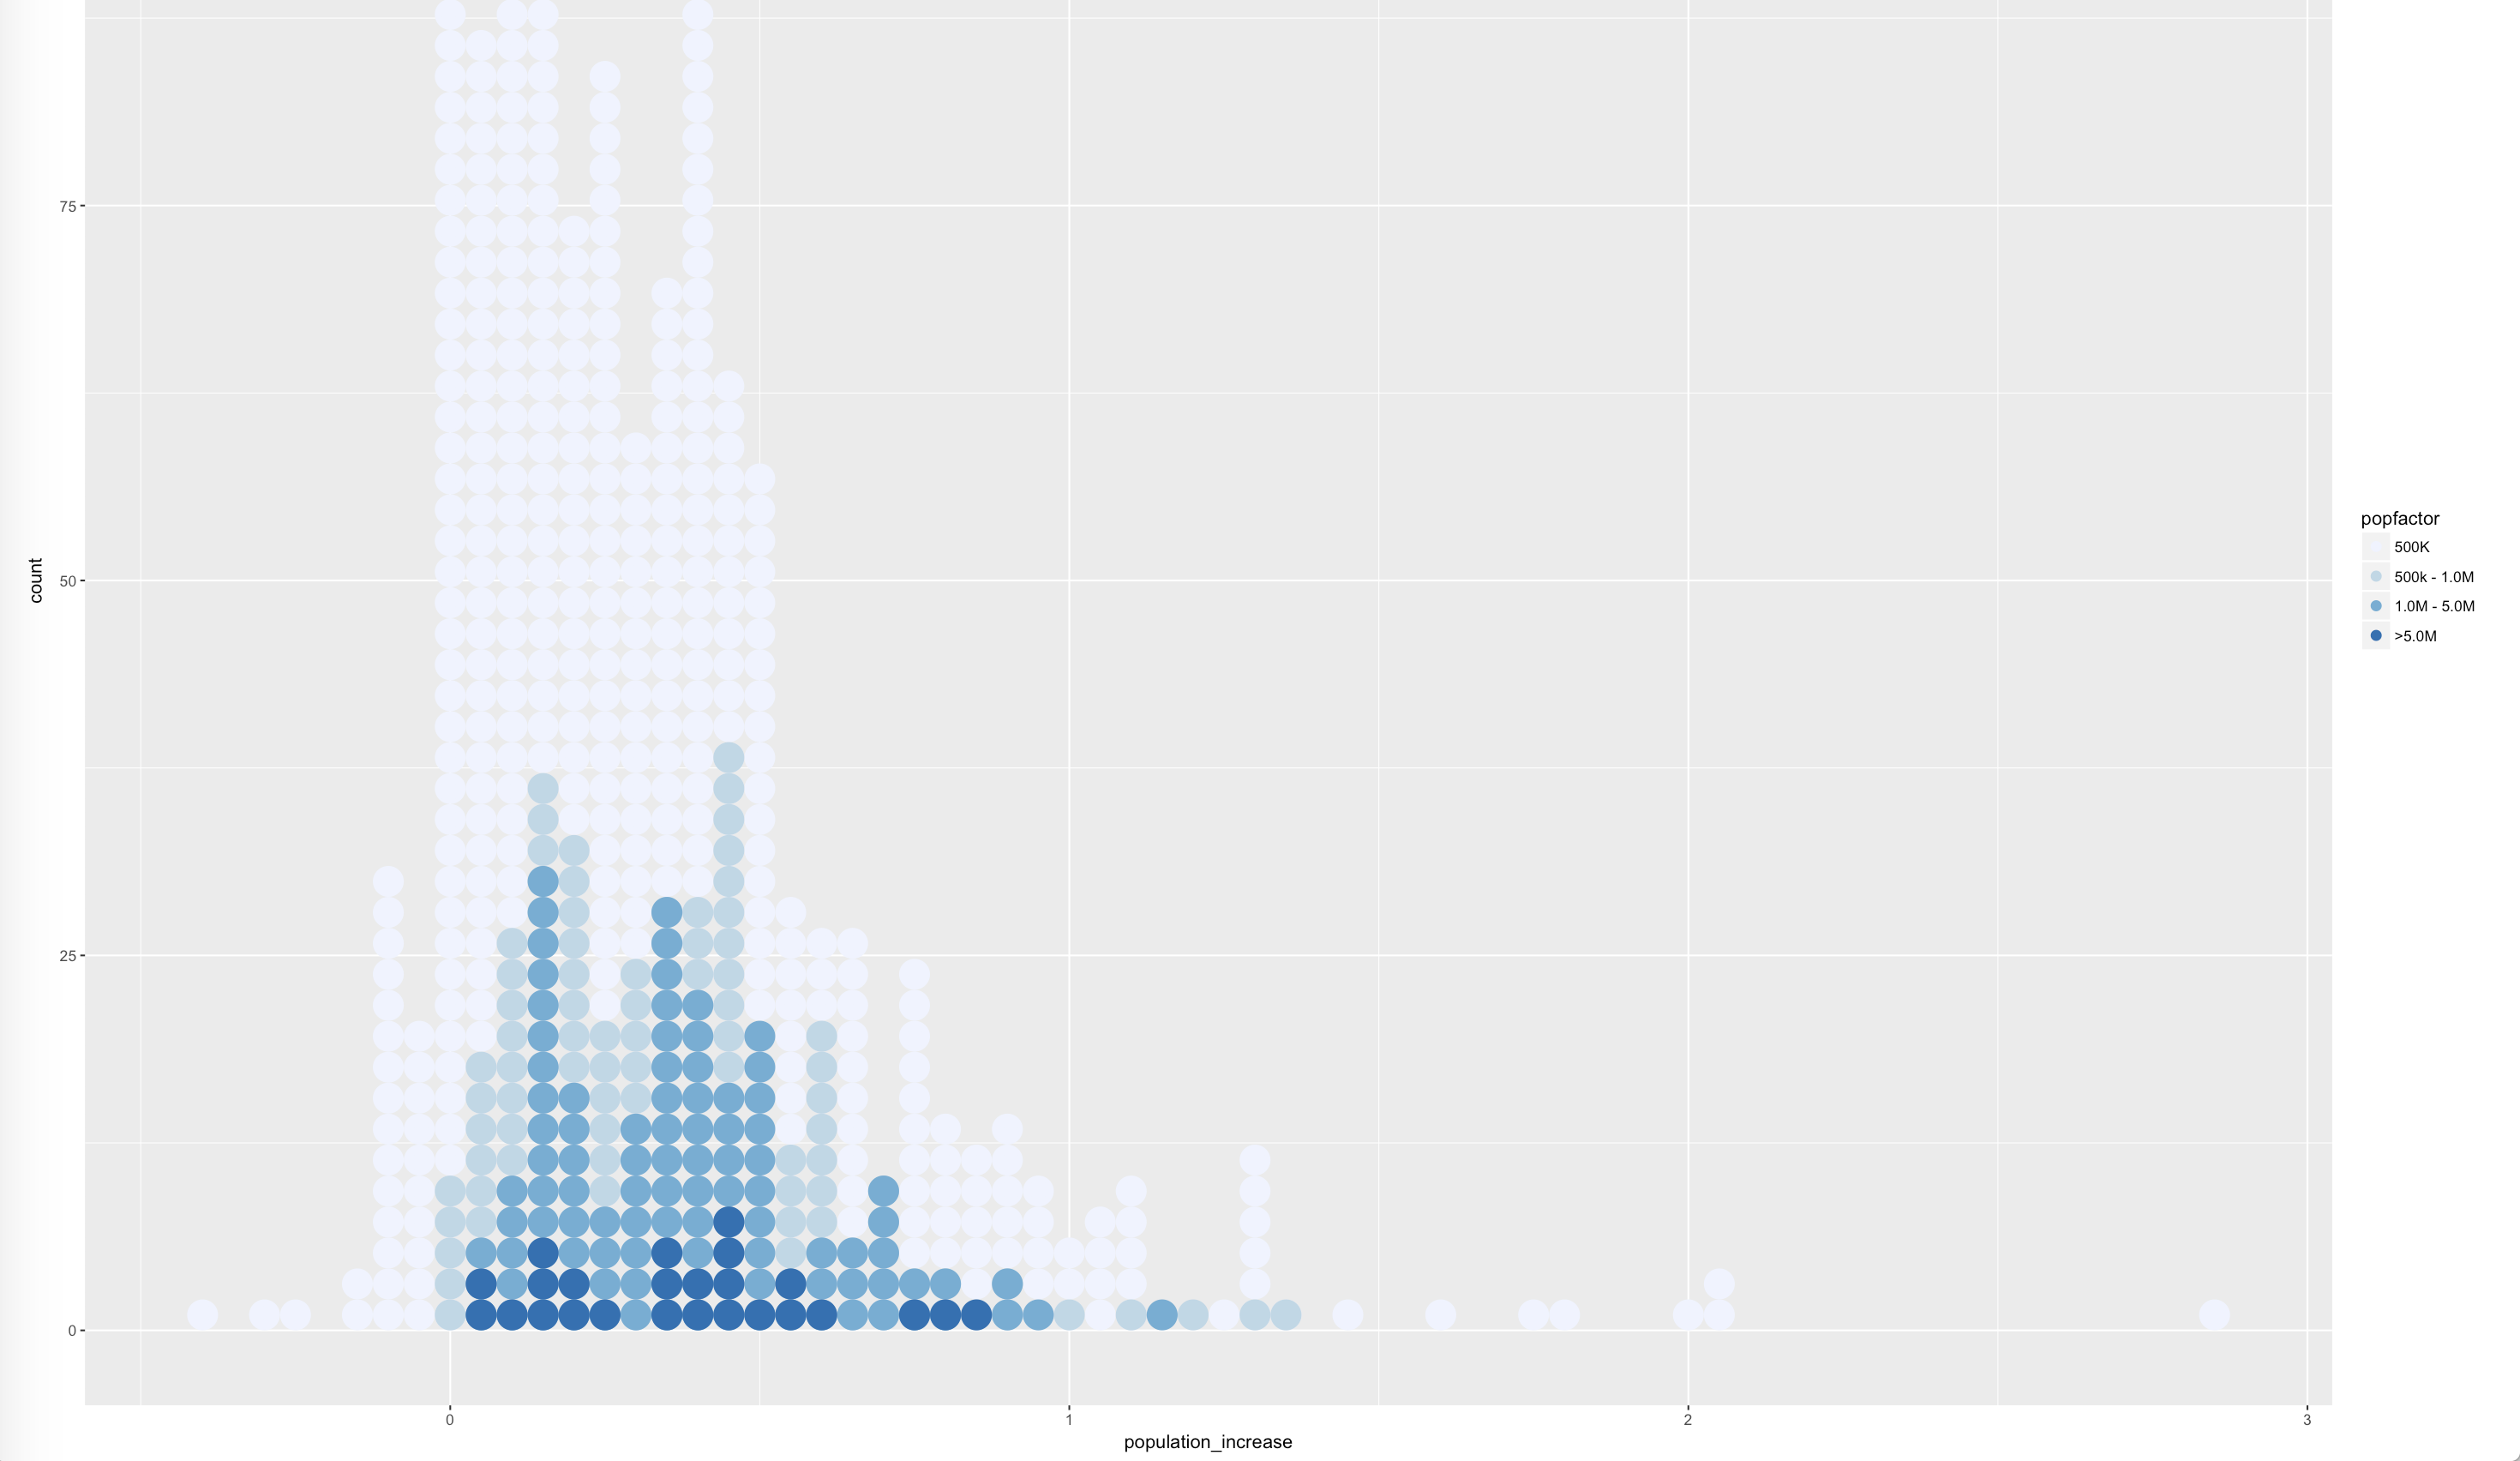 75
50
25
0
count
0
1
2
3
population_increase
popfactor
500K
500k - 1.0M
1.0M - 5.0M
>5.0M